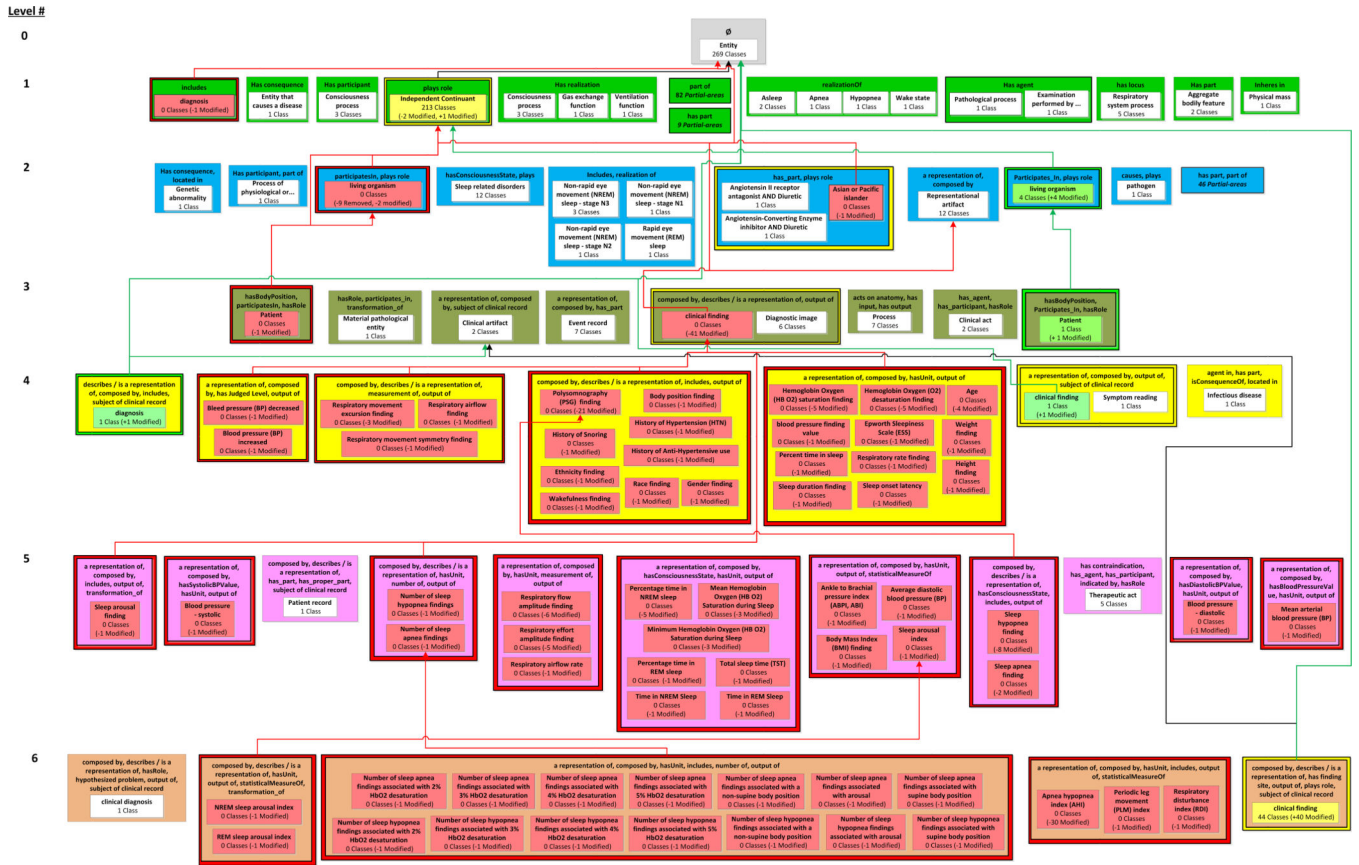 Level #
0
Ø
Entity
269 Classes
1
includes
diagnosis
0 Classes (-1 Modified)
Has consequence
Entity that
causes a disease
1 Class
Has participant
Consciousness
process
3 Classes
plays role
Independent Continuant
213 Classes
(-2 Modified, +1 Modified)
Has realization
Consciousness
process
3 Classes
Gas exchange
function
1 Class
Ventilation
function
1 Class
part of
82 Partial-areas
has part
9 Partial-areas
realizationOf
Asleep
2 Classes
Apnea
1 Class
Hypopnea
1 Class
Wake state
1 Class
Has agent
Pathological process
1 Class
Examination
performed by ...
1 Class
has locus
Respiratory
system process
5 Classes
Has part
Aggregate
bodily feature
2 Classes
Inheres in
Physical mass
1 Class
2
Has consequence,
located in
Genetic
abnormality
1 Class
Has participant, part of
Process of
physiological or...
1 Class
participatesin, plays role
living organism
0 Classes
(-9 Removed, -2 modified)
hasConsciousnessState, plays
Sleep related disorders
12 Classes
Includes, realization of
Non-rapid eye
movement (NREM)
sleep - stage N3
3 Classes
Non-rapid eye
movement (NREM)
sleep - stage N1
1 Class
Non-rapid eye
movement (NREM)
sleep - stage N2
1 Class
Rapid eye
movement (REM)
sleep
1 Class
has_part, plays role
Angiotensin II receptor
antagonist AND Diuretic
1 Class
Angiotensin-Converting Enzyme
inhibitor AND Diuretic
1 Class
Asian or Pacific
islander
0 Classes
(-1 Modified)
a representation of,
composed by
Representational
artifact
12 Classes
Participates_in, plays role
living organism
4 Classes (+4 Modified)
causes, plays
pathogen
1 Class
has part, part of
46 Partial-areas
3
hasBodyPosition,
participatesIn, hasRole
Patient
0 Classes
(-1 Modified)
hasRole, participates_in,
transformation_of
Material pathological
entity
1 Class
a representation of, composed
by, subject of clinical record
Clinical artifact
2 Classes
a representation of,
composed by, has_part
Event record
7 Classes
composed by, describes / is a representation of, output of
clinical finding
0 Classes
(-41 Modified)
Diagnostic image
6 Classes
acts on anatomy, has
input, has output
Process
7 Classes
has_agent,
has_participant, hasRole
Clinical act
2 Classes
hasBodyPosition,
Participates_In, hasRole
Patient
1 Class
(+ 1 Modified)
4
describes / is a representation
of, composed by, includes,
subject of clinical record
diagnosis
1 Class (+1 Modified)
a representation of, composed
by, has Judged Level, output of
Bleed pressure (BP) decreased
0 Classes (-1 Modified)
Blood pressure (BP)
increased
0 Classes (-1 Modified)
composed by, describes / is a representation of,
measurement of, output of
Respiratory movement
excursion finding
0 Classes (-3 Modified)
Respiratory airflow
finding
0 Classes (-1 Modified)
Respiratory movement symmetry finding
0 Classes (-1 Modified)
composed by, describes / is a representation of, includes, output of
Polysomnography
(PSG) finding
0 Classes (-21 Modified)
Body position finding
0 Classes (-1 Modified)
History of Snoring
0 Classes
(-1 Modified)
History of Hypertension (HTN)
0 Classes (-1 Modified)
History of Anti-Hypertensive use
0 Classes (-1 Modified)
Ethnicity finding
0 Classes
(-1 Modified)
Wakefulness finding
0 Classes (-1 Modified)
Race finding
0 Classes
(-1 Modified)
Gender finding
0 Classes
(-1 Modified)
a representation of, composed by, hasUnit, output of
Hemoglobin Oxygen
(HB O2) saturation finding
0 Classes (-5 Modified)
Hemoglobin Oxygen (O2)
desaturation finding
0 Classes (-5 Modified)
Age
0 Classes
(-4 Modified)
blood pressure finding
value
0 Classes (-1 Modified)
Epworth Sleepiness
Scale (ESS)
0 Classes (-1 Modified)
Weight
finding
0 Classes
(-1 Modified)
Percent time in sleep
0 Classes
(-1 Modified)
Respiratory rate finding
0 Classes
(-1 Modified)
Height
finding
0 Classes
(-1 Modified)
Sleep duration finding
0 Classes
(-1 Modified)
Sleep onset latency
0 Classes
(-1 Modified)
a representation of, composed by, output of,
subject of clinical record
clinical finding
1 Class
(+1 Modified)
Symptom reading
1 Class
agent in, has part,
isConsequenceOf, located in
Infectious disease
1 Class
5
a representation of,
composed by,
includes, output of,
transformation_of
Sleep arousal
finding
0 Classes
(-1 Modified)
a representation of,
composed by,
hasSystolicBPValue,
hasUnit, output of
Blood pressure
- systolic
0 Classes
(-1 Modified)
composed by, describes / is
a representation of,
has_part, has_proper_part,
subject of clinical record
Patient record
1 Class
composed by, describes / is a
representation of, hasUnit,
number of, output of
Number of sleep
hypopnea findings
0 Classes (-1 Modified)
Number of sleep
apnea findings
0 Classes (-1 Modified)
a representation of, composed
by, hasUnit, measurement, of,
output of
Respiratory flow
amplitude finding
0 Classes (-6 Modified)
Respiratory effort
amplitude finding
0 Classes (-5 Modified)
Respiratory airflow rate
0 Classes (-1 Modified)
a representation of, composed by,
hasConsciousnessState, hasUnit, output of
Percentage time in
NREM sleep
0 Classes
(-5 Modified)
Mean Hemoglobin
Oxygen (HB O2)
Saturation during Sleep
0 Classes (-3 Modified)
Minimum Hemoglobin Oxygen (HB O2)
Saturation during Sleep
0 Classes (-3 Modified)
Percentage time in
REM sleep
0 Classes (-1 Modified)
Total sleep time (TST)
0 Classes
(-1 Modified)
Time in NREM Sleep
0 Classes
(-1 Modified)
Time in REM Sleep
0 Classes
(-1 Modified)
a representation of, composed by, hasUnit,
output of, statisticalMeasureOf
Ankle to Brachial
pressure index
(ABPI, ABI)
0 Classes
(-1 Modified)
Average diastolic
blood pressure (BP)
0 Classes
(-1 Modified)
Body Mass Index
(BMI) finding
0 Classes
(-1 Modified)
Sleep arousal
index
0 Classes
(-1 Modified)
composed by,
describes / is a
representation of,
hasConsciousnessState,
includes, output of
Sleep
hypopnea
finding
0 Classes
(-8 Modified)
Sleep apnea
finding
0 Classes
(-2 Modified)
has contraindication,
has_agent, has_participant,
indicated by, hasRole
Therapeutic act
5 Classes
a representation of,
composed by,
hasDiastolicBPValue,
hasUnit, output of
Blood pressure
- diastolic
0 Classes
(-1 Modified)
a representation of,
composed by,
hasBloodPressureVal
ue, hasUnit, output of
Mean arterial
blood pressure (BP)
0 Classes
(-1 Modified)
6
composed by, describes / is a
representation of, hasRole,
hypothesized problem, output of,
subject of clinical record
clinical diagnosis
1 Class
composed by, describes / is a
representation of, hasUnit,
output of, statisticalMeasureOf,
transformation_of
NREM sleep arousal index
0 Classes (-1 Modified)
REM sleep arousal index
0 Classes (-1 Modified)
a representation of, composed by, hasUnit, includes, number of, output of
Number of sleep apnea
findings associated with 2%
HbO2 desaturation
0 Classes (-1 Modified)
Number of sleep apnea
findings associated with
3% HbO2 desaturation
0 Classes (-1 Modified)
Number of sleep apnea
findings associated with
4% HbO2 desaturation
0 Classes (-1 Modified)
Number of sleep apnea
findings associated with
5% HbO2 desaturation
0 Classes (-1 Modified)
Number of sleep apnea
findings associated with a
non-supine body position
0 Classes (-1 Modified)
Number of sleep apnea
findings associated
with arousal
0 Classes (-1 Modified)
Number of sleep apnea
findings associated with
supine body position
0 Classes (-1 Modified)
Number of sleep hypopnea
findings associated with 2%
HbO2 desaturation
0 Classes (-1 Modified)
Number of sleep hypopnea
findings associated with 3%
HbO2 desaturation
0 Classes (-1 Modified)
Number of sleep hypopnea
findings associated with 4%
HbO2 desaturation
0 Classes (-1 Modified)
Number of sleep hypopnea
findings associated with 5%
HbO2 desaturation
0 Classes (-1 Modified)
Number of sleep hypopnea
findings associated with a
non-supine body position
0 Classes (-1 Modified)
Number of sleep
hypopnea findings
associated with arousal
0 Classes (-1 Modified)
Number of sleep hypopnea
findings associated with
supine body position
0 Classes (-1 Modified)
a representation of, composed by, hasUnit, includes, output
of, statisticalMeasureOf
Apnea hypopnea
index (AHI)
0 Classes
(-30 Modified)
Periodic leg
movement
(PLM) index
0 Classes
(-1 Modified)
Respiratory
disturbance
index (RDI)
0 Classes
(-1 Modified)
composed by, describes / is a
representation of, has finding
site, output of, plays role,
subject of clinical record
clinical finding
44 Classes (+40 Modified)